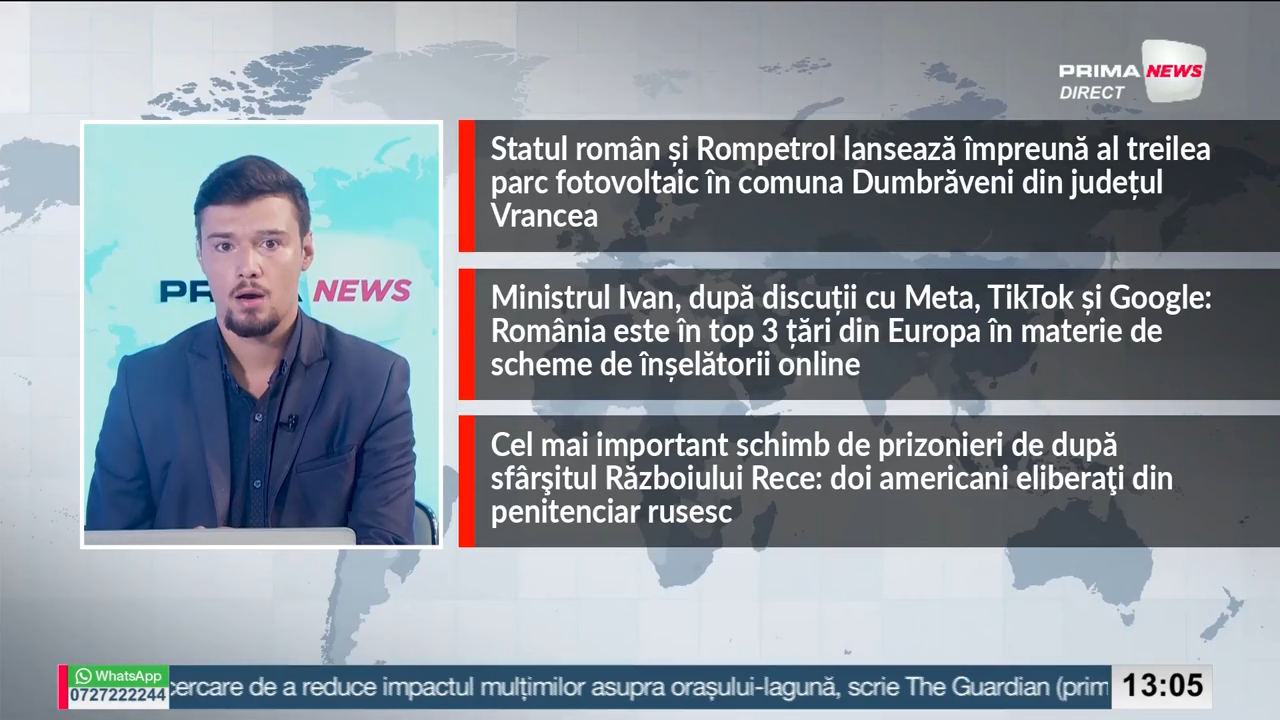 PRIMA NEWS
DIRECT
Statul român și Rompetrol lansează împreună al treilea
parc fotovoltaic în comuna Dumbrăveni din județul
Vrancea
PR A NEWS
Ministrul Ivan, după discuții cu Meta, TikTok și Google:
România este în top 3 țări din Europa în materie de
scheme de înșelătorii online
Cel mai important schimb de prizonieri de după
sfârşitul Războiului Rece: doi americani eliberaţi din
penitenciar rusesc
WhatsApp
0727222244
cercare de a reduce impactul mulțimilor asupra orașului-lagună, scrie The Guardian (prim
13:05